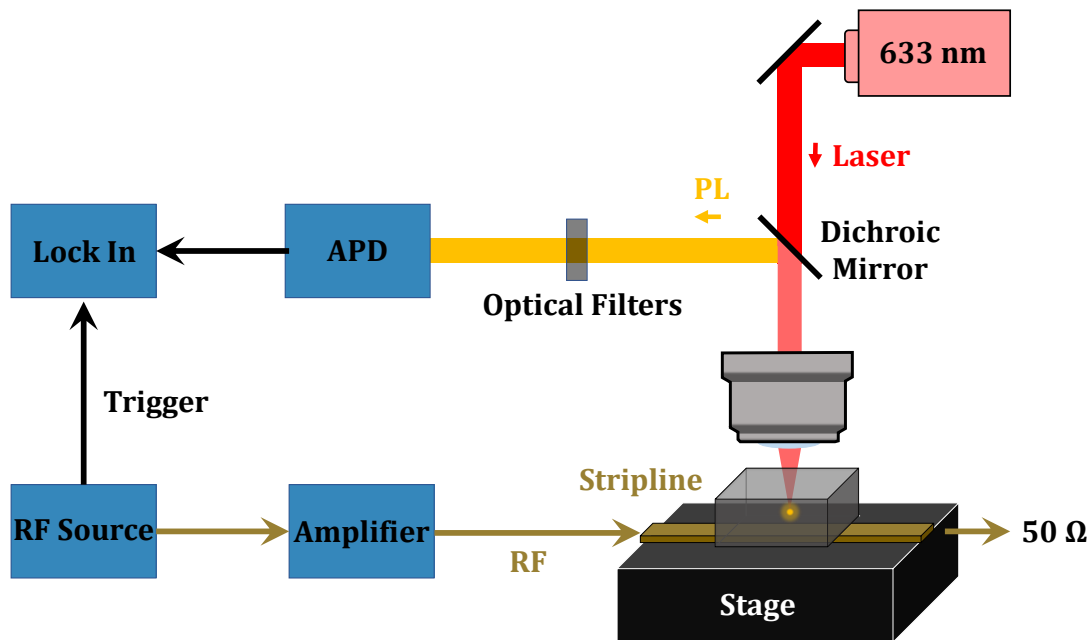 633 nm
Laser
PL
Dichroic
Mirror
Lock In
APD
Optical Filters
Trigger
Stripline
RF Source
Amplifier
RF
50 Ω
Stage